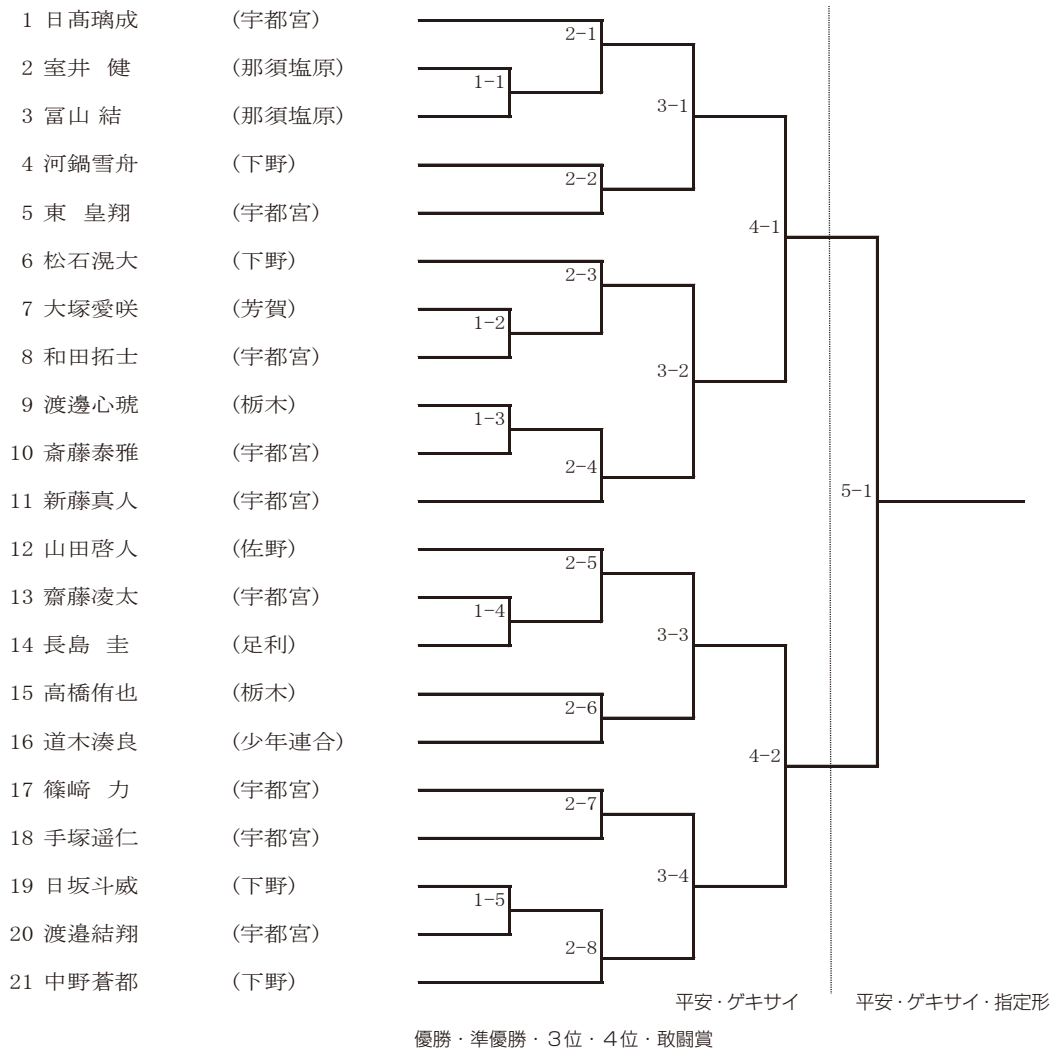 1 日髙璃成 (宇都宮)
2-1
2 室井 健 (那須塩原)
1-1
3 冨山 結 (那須塩原)
3-1
4 河鍋雪舟 (下野)
2-2
5 東 皇翔 (宇都宮)
4-1
6 松石滉大 (下野)
2-3
7 大塚愛咲 (芳賀)
1-2
8 和田拓士 (宇都宮)
3-2
9 渡邊心琥 (栃木)
1-3
10 斎藤泰雅 (宇都宮)
2-4
11 新藤真人 (宇都宮)
5-1
12 山田啓人 (佐野)
2-5
13 齋藤凌太 (宇都宮)
1-4
14 長島 圭 (足利)
3-3
15 高橋侑也 (栃木)
2-6
16 道木湊良 (少年連合)
4-2
17 篠﨑 力 (宇都宮)
2-7
18 手塚遥仁 (宇都宮)
3-4
19 日坂斗威 (下野)
1-5
20 渡邉結翔 (宇都宮)
2-8
21 中野蒼都 (下野)
平安・ゲキサイ 平安・ゲキサイ・指定形
優勝・準優勝・３位・４位・敢闘賞